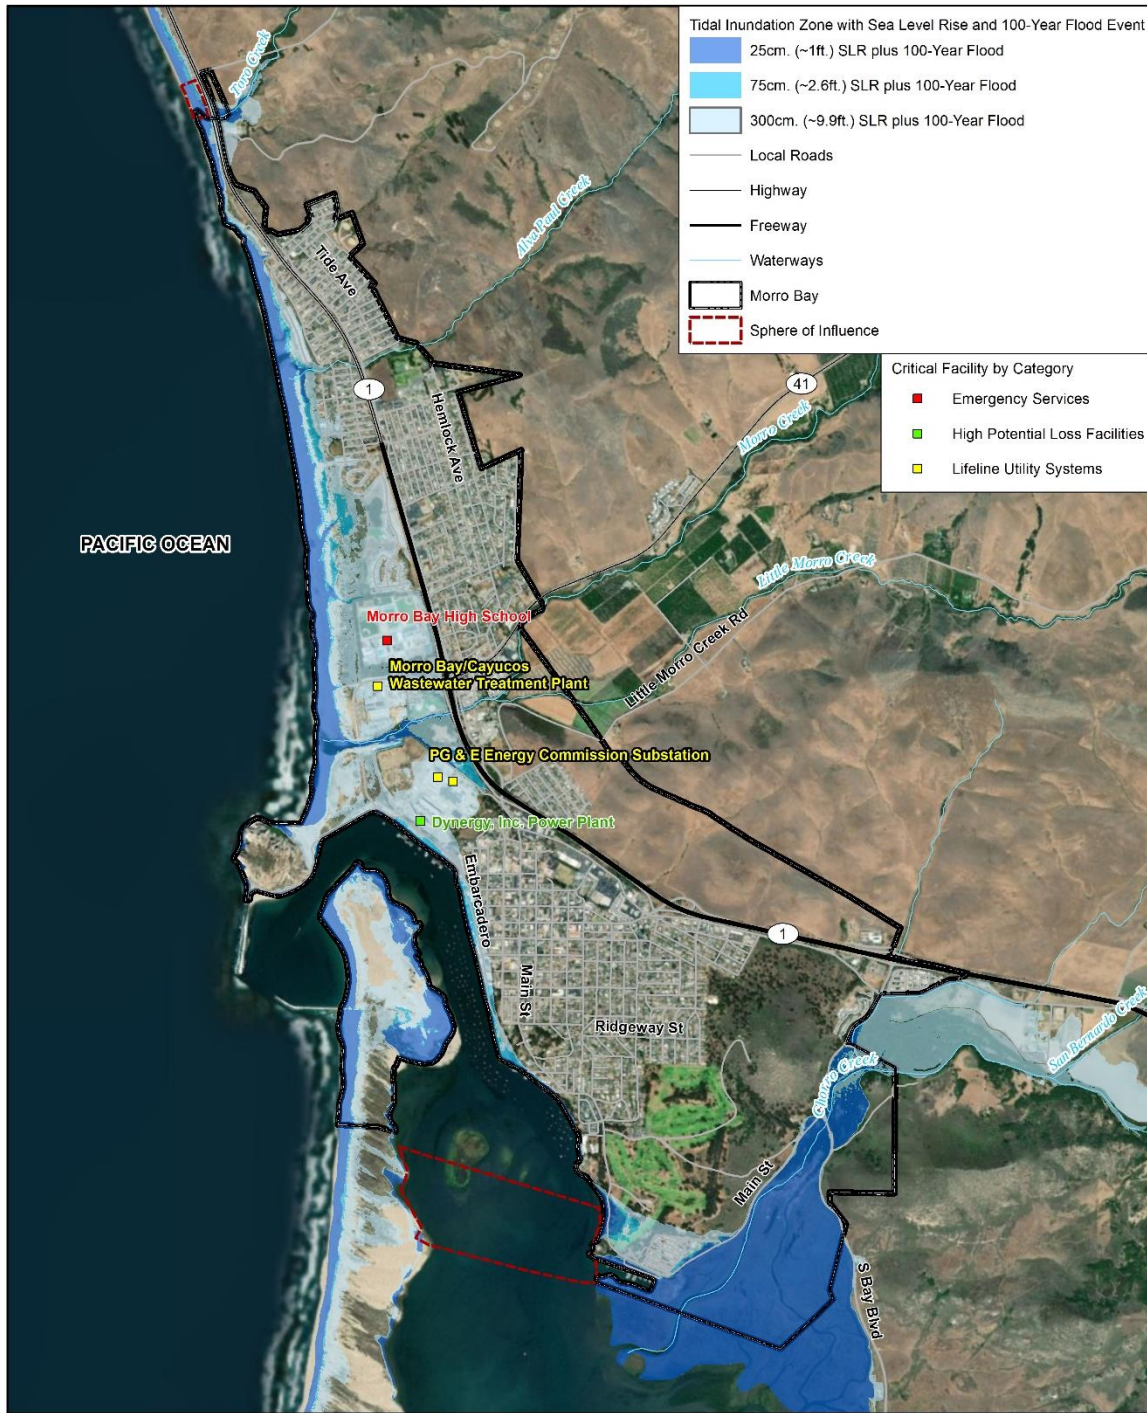 Tidal Inundation Zone with Sea Level Rise and 100-Year Flood Event
25cm. (~1ft.) SLR plus 100-Year Flood
75cm. (~2.6ft.) SLR plus 100-Year Flood
300cm. (~9.9ft.) SLR plus 100-Year Flood
Local Roads
Highway
Freeway
Waterways
Morro Bay
Sphere of Influence
Critical Facility by Category
Emergency Services
High Potential Loss Facilities
Lifeline Utility Systems
Toro Creek
Alva Paul Creek
Tide Ave
1
41
Hemlock Ave
Morro Creek
PACIFIC OCEAN
Little Morro Creek
Morro Bay High School
Little Morro Creek Rd
Morro Bay/Cayucos
Wastewater Treatment Plant
PG & E Energy Commission Substation
Dynergy, Inc. Power Plant
Embarcadero
Main St
1
Ridgeway St
San Bernardo Creek
Chorro Creek
Main St
S Bay Blvd